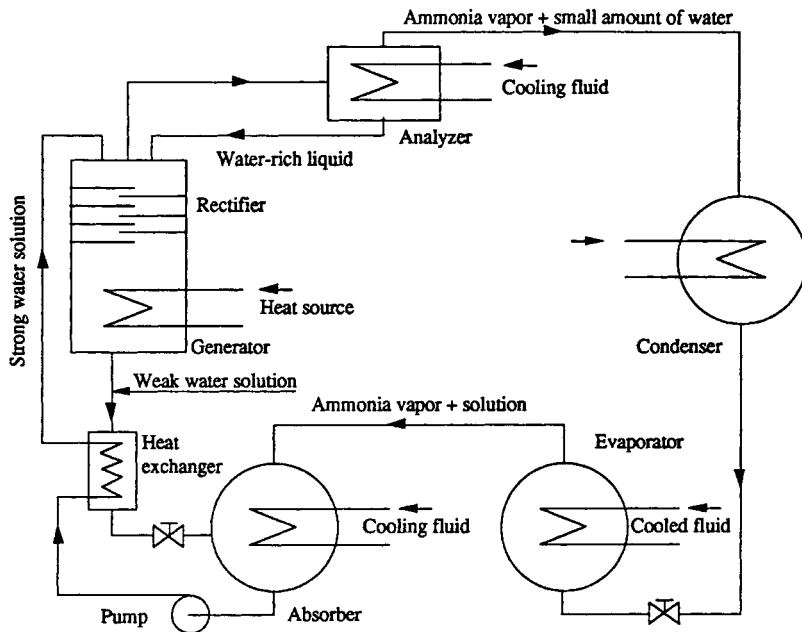 Ammonia vapor + small amount of water
Cooling fluid
Analyzer
Water-rich liquid
Rectifier
Strong water solution
Heat source
Generator
Condenser
Weak water solution
Ammonia vapor + solution
Evaporator
Heat
exchanger
Cooling fluid
Cooled fluid
Pump
Absorber